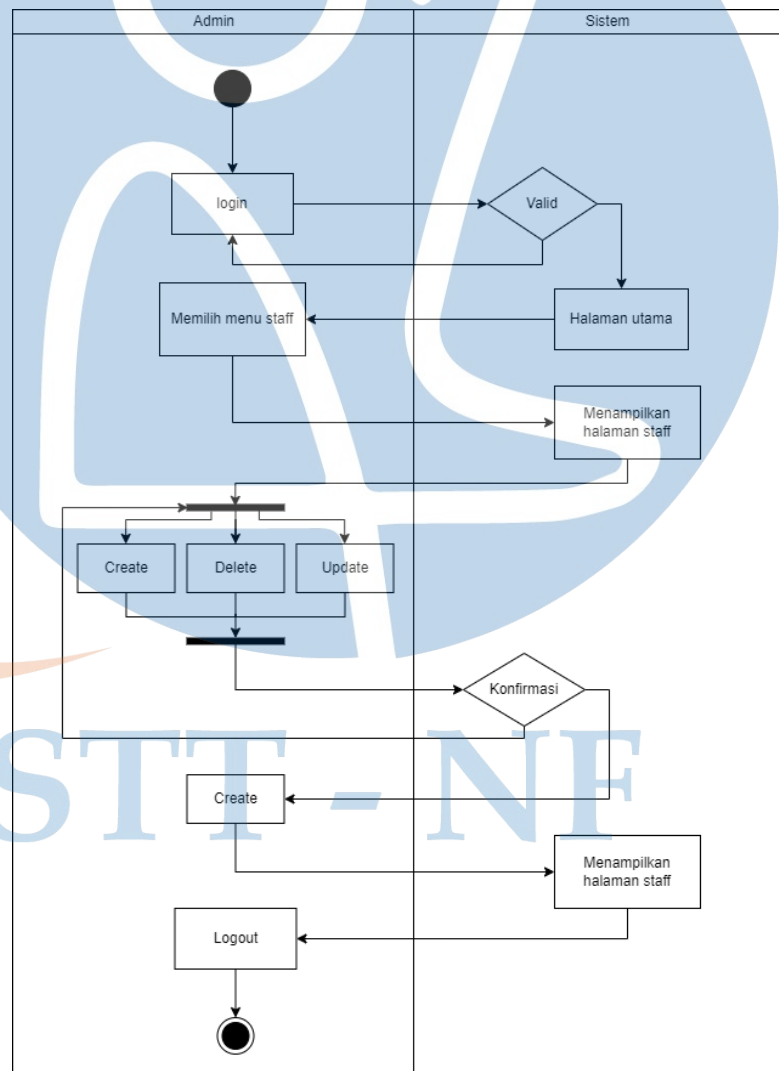 Admin
Sistem
login
Valid
Memilih menu staff
Halaman utama
Menampilkan
halaman staff
Create
Delete
Update
Konfirmasi
STT - NF
Create
Menampilkan
halaman staff
Logout